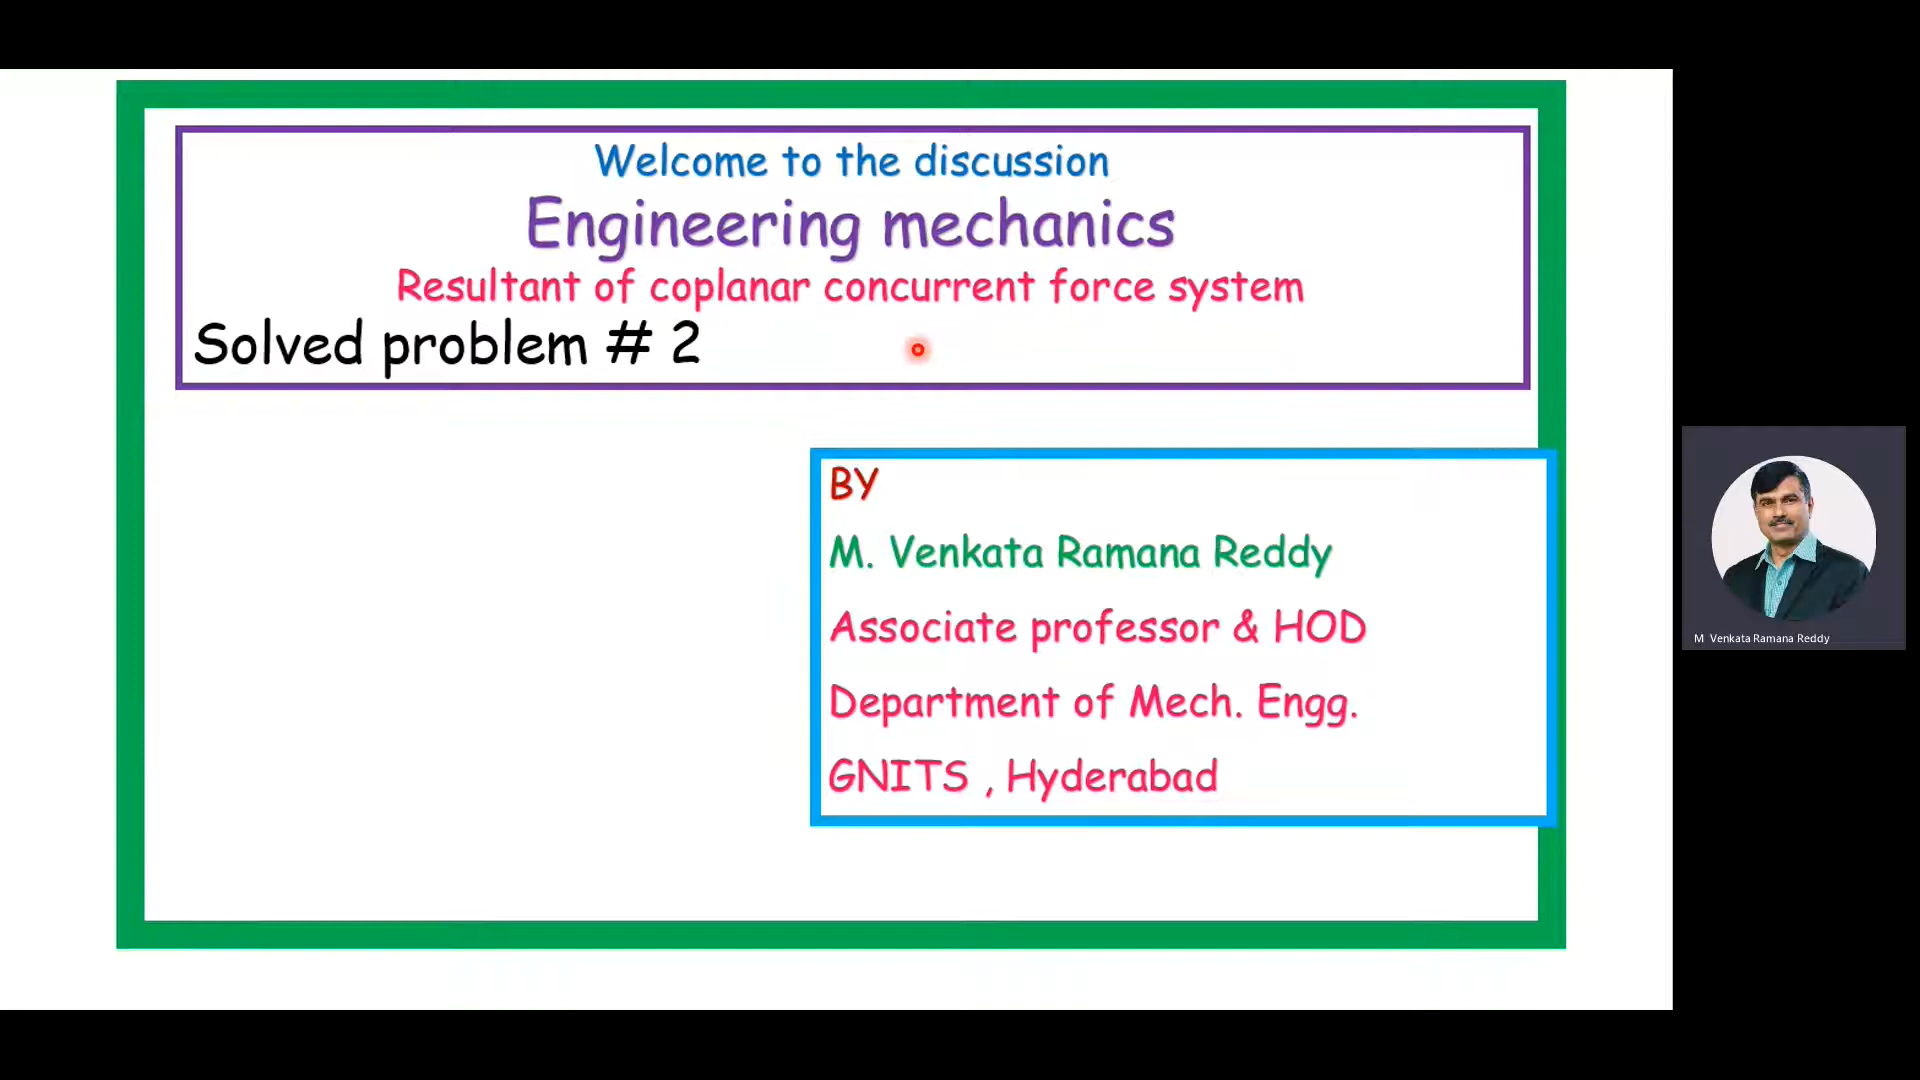 Welcome to the discussion
Engineering mechanics
Resultant of coplanar concurrent force system
Solved problem # 2
BY
M. Venkata Ramana Reddy
Associate professor & HOD
Department of Mech. Engg.
GNITS , Hyderabad
M Venkata Ramana Reddy